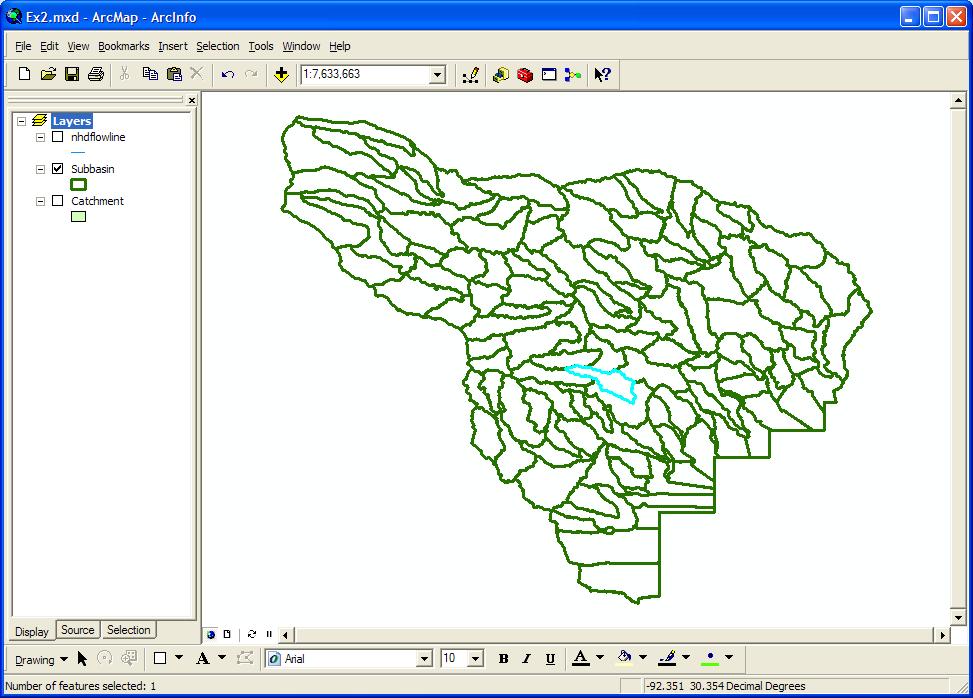 Ex2.mxd - ArcMap - ArcInfo
File Edit View Bookmarks Insert Selection Tools Window Help
1:7,633,663
Layers
nhdflowline
Subbasin
Catchment
Display Source Selection
Drawing A Arial 10 B I U A
Number of features selected: 1 -92.351 30.354 Decimal Degrees